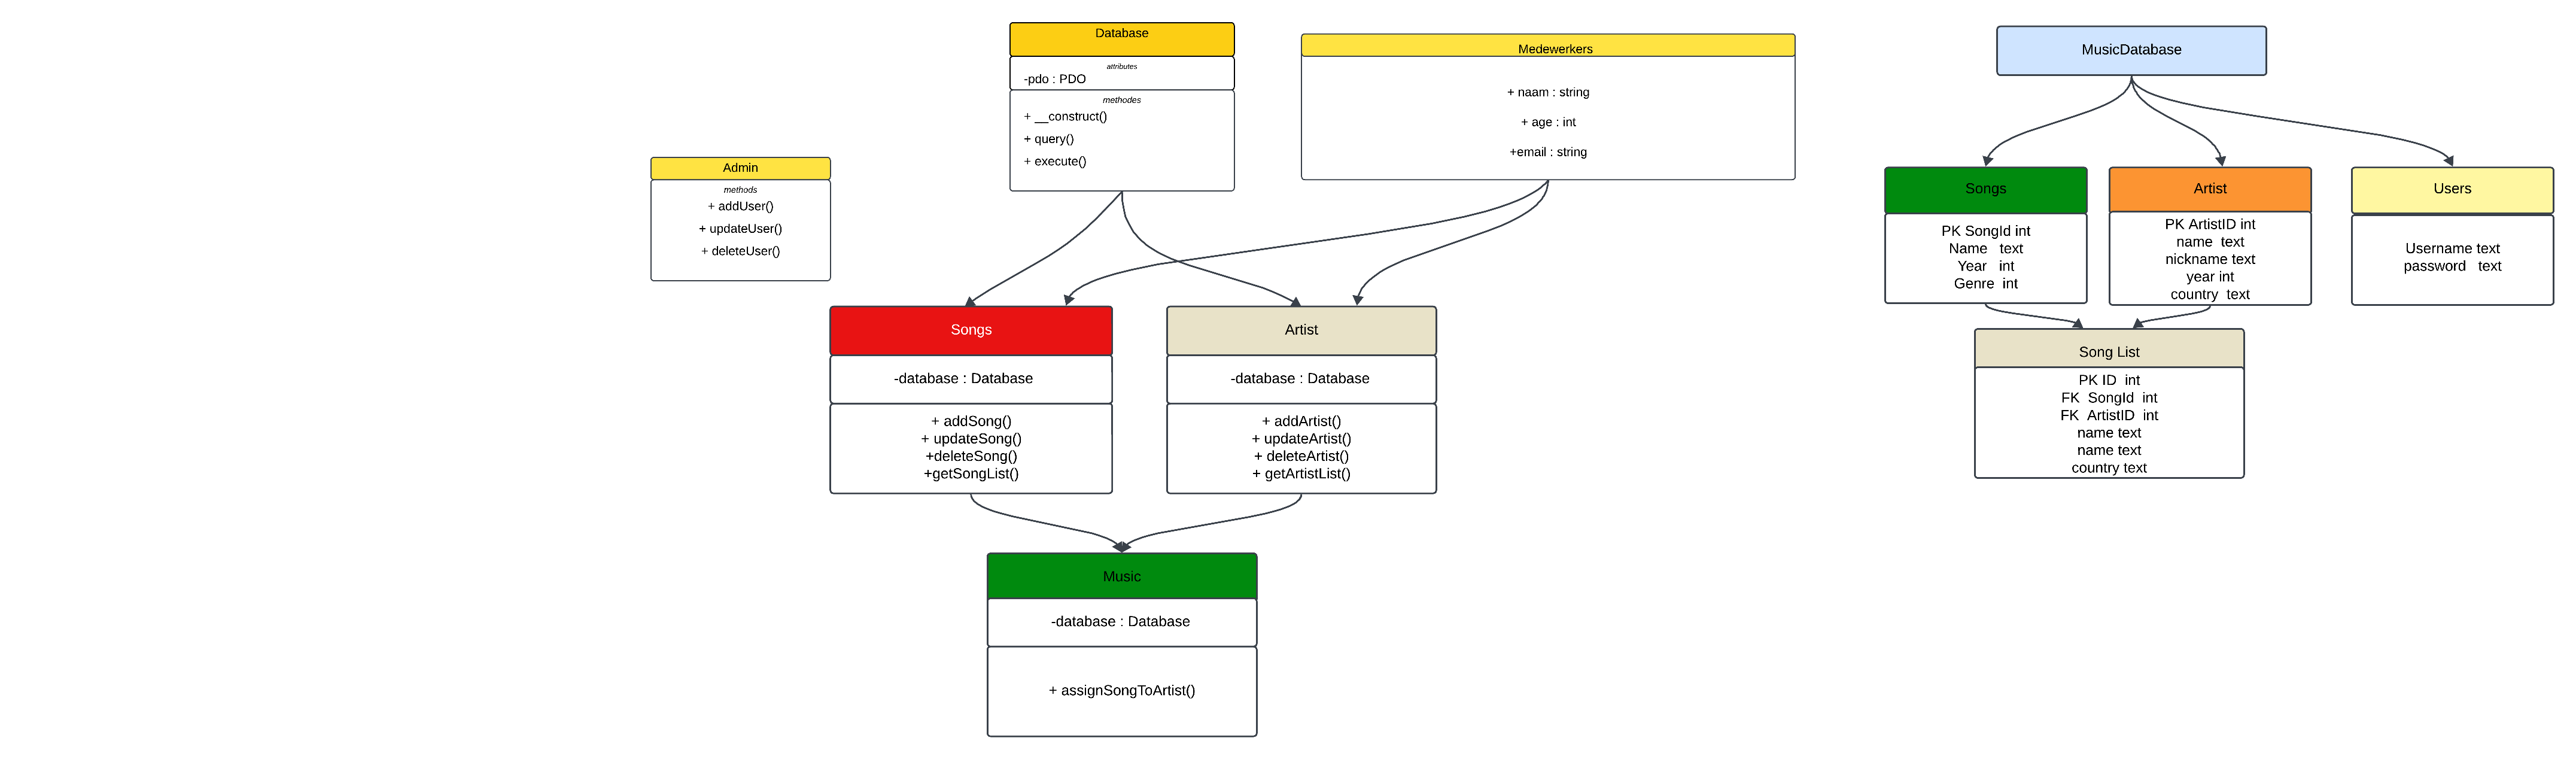 Database
attributes
-pdo : PDO
methodes
+ __construct()
+ query()
+ execute()
Medewerkers
+ naam : string
+ age : int
+email : string
Admin
methods
+ addUser()
+ updateUser()
+ deleteUser()
Songs
-database : Database
+ addSong()
+ updateSong()
+deleteSong()
+getSongList()
Artist
-database : Database
+ addArtist()
+ updateArtist()
+ deleteArtist()
+ getArtistList()
Music
-database : Database
+ assignSongToArtist()
MusicDatabase
Songs
PK SongId int
Name text
Year int
Genre int
Artist
PK ArtistID int
name text
nickname text
year int
country text
Users
Username text
password text
Song List
PK ID int
FK SongId int
FK ArtistID int
name text
name text
country text